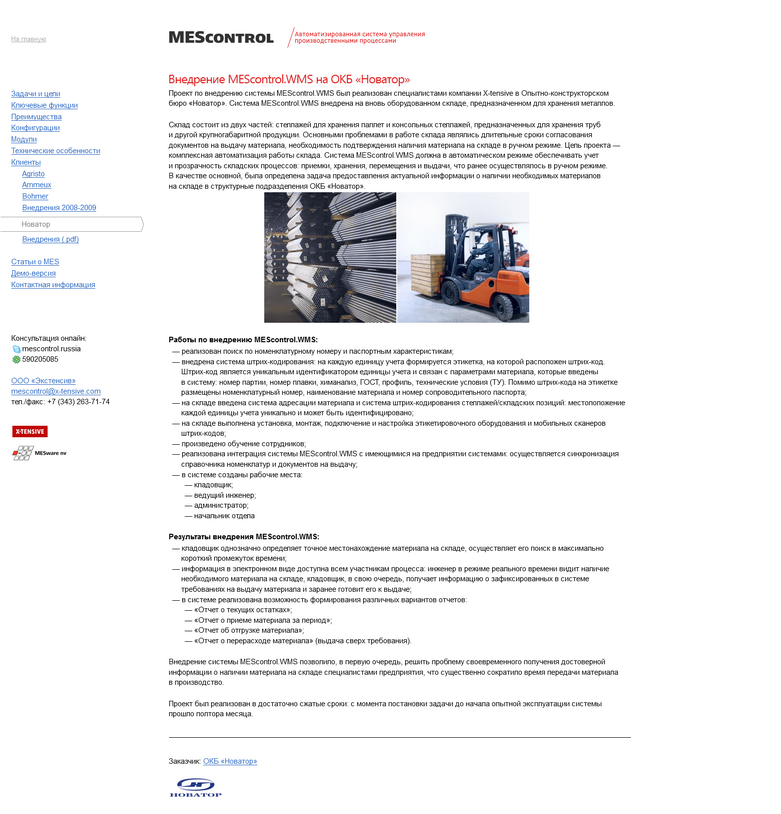 На главную
MESCONTROL
Автоматизированная система управления
производственными процессами
Задачи и цели
Ключевые функции
Преимущества
Конфигурации
Модули
Технические особенности
Клиенты
Agristo
Ammeux
Böhmer
Внедрения 2008-2009
Новатор
Внедрения (.pdf)
Статьи о MES
Демо-версия
Контактная информация
Консультация онлайн:
mescontrol.russia
590205085
ООО «Экстенсив»
mescontrol@x-tensive.com
тел./факс: +7 (343) 263-71-74
X-TENSIVE
MESware nv
Внедрение MEScontrol.WMS на ОКБ «Новатор»
Проект по внедрению системы MEScontrol.WMS был реализован специалистами компании X-tensive в Опытно-конструкторском
бюро «Новатор». Система MEScontrol.WMS внедрена на вновь оборудованном складе, предназначенном для хранения металлов.
Склад состоит из двух частей: стеллажей для хранения паллет и консольных стеллажей, предназначенных для хранения труб
и другой крупногабаритной продукции. Основными проблемами в работе склада являлись длительные сроки согласования
документов на выдачу материала, необходимость подтверждения наличия материала на складе в ручном режиме. Цель проекта —
комплексная автоматизация работы склада. Система MEScontrol.WMS должна в автоматическом режиме обеспечивать учет
и прозрачность складских процессов: приемки, хранения, перемещения и выдачи, что ранее осуществлялось в ручном режиме.
В качестве основной, была определена задача предоставления актуальной информации о наличии необходимых материалов
на складе в структурные подразделения ОКБ «Новатор».
Работы по внедрению MEScontrol.WMS:
— реализован поиск по номенклатурному номеру и паспортным характеристикам;
— внедрена система штрих-кодирования: на каждую единицу учета формируется этикетка, на которой расположен штрих-код.
Штрих-код является уникальным идентификатором единицы учета и связан с параметрами материала, которые введены
в систему: номер партии, номер плавки, химанализ, ГОСТ, профиль, технические условия (ТУ). Помимо штрих-кода на этикетке
размещены номенклатурный номер, наименование материала и номер сопроводительного паспорта;
— на складе введена система адресации материала и система штрих-кодирования стеллажей/складских позиций: местоположение
каждой единицы учета уникально и может быть идентифицировано;
— на складе выполнена установка, монтаж, подключение и настройка этикетировочного оборудования и мобильных сканеров
штрих-кодов;
— произведено обучение сотрудников;
— реализована интеграция системы MEScontrol.WMS с имеющимися на предприятии системами: осуществляется синхронизация
справочника номенклатур и документов на выдачу;
— в системе созданы рабочие места:
— кладовщик;
— ведущий инженер;
— администратор;
— начальник отдела
Результаты внедрения MEScontrol.WMS:
— кладовщик однозначно определяет точное местонахождение материала на складе, осуществляет его поиск в максимально
короткий промежуток времени;
— информация в электронном виде доступна всем участникам процесса: инженер в режиме реального времени видит наличие
необходимого материала на складе, кладовщик, в свою очередь, получает информацию о зафиксированных в системе
требованиях на выдачу материала и заранее готовит его к выдаче;
— в системе реализована возможность формирования различных вариантов отчетов:
— «Отчет о текущих остатках»;
— «Отчет о приеме материала за период»;
— «Отчет об отгрузке материала»;
— «Отчет о перерасходе материала» (выдача сверх требования).
Внедрение системы MEScontrol.WMS позволило, в первую очередь, решить проблему своевременного получения достоверной
информации о наличии материала на складе специалистами предприятия, что существенно сократило время передачи материала
в производство.
Проект был реализован в достаточно сжатые сроки: с момента постановки задачи до начала опытной эксплуатации системы
прошло полтора месяца.
Заказчик: ОКБ «Новатор»
НОВАТОР